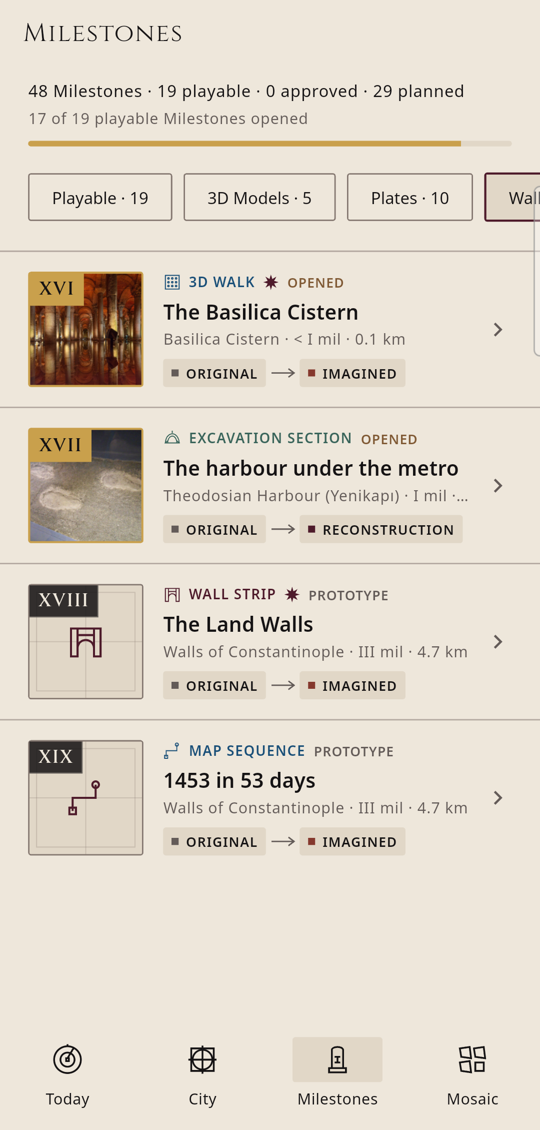 Milestones
48 Milestones · 19 playable · 0 approved · 29 planned
17 of 19 playable Milestones opened
Playable · 19
3D Models · 5
Plates · 10
XVI
3D WALK
OPENED
The Basilica Cistern
Basilica Cistern · < I mil · 0.1 km
ORIGINAL
IMAGINED
XVII
EXCAVATION SECTION
OPENED
The harbour under the metro
Theodosian Harbour (Yenikapı) · I mil ·…
ORIGINAL
RECONSTRUCTION
XVIII
WALL STRIP
PROTOTYPE
The Land Walls
Walls of Constantinople · III mil · 4.7 km
ORIGINAL
IMAGINED
XIX
MAP SEQUENCE
PROTOTYPE
1453 in 53 days
Walls of Constantinople · III mil · 4.7 km
ORIGINAL
IMAGINED
Today
City
Milestones
Mosaic